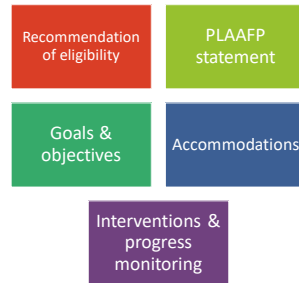 Recommendation
of eligibility
PLAAFP
statement
Goals &
objectives
Accommodations
Interventions &
progress
monitoring